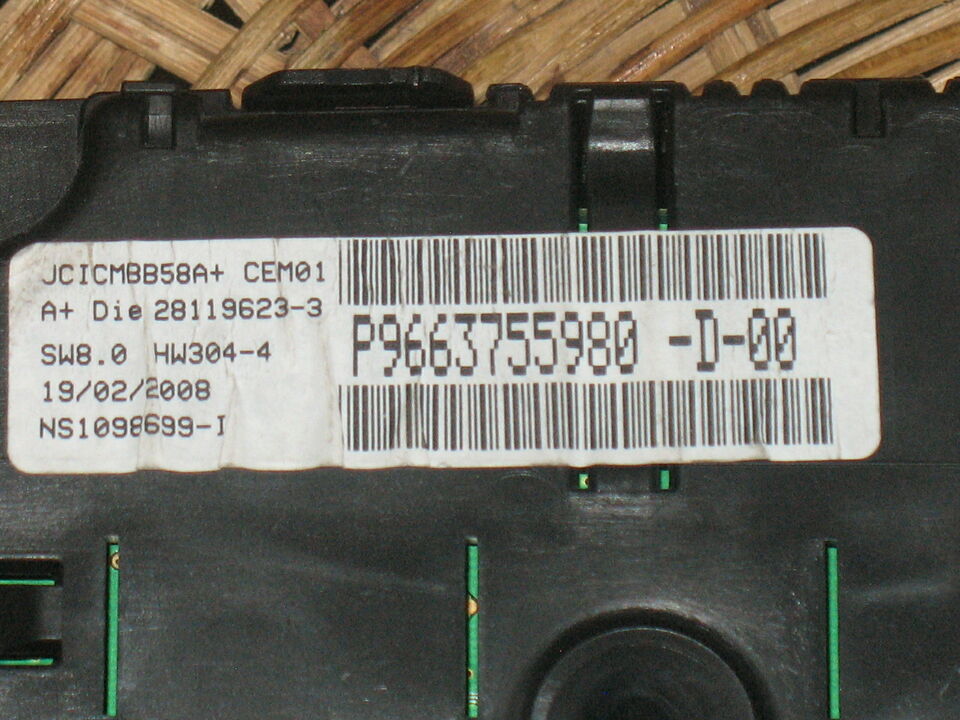 JCICMBB58A+ CEM01
A+ Die 28119623-3
SW8.0 HW304-4
19/02/2008
NS1098699-I
P9663755980 -D-00